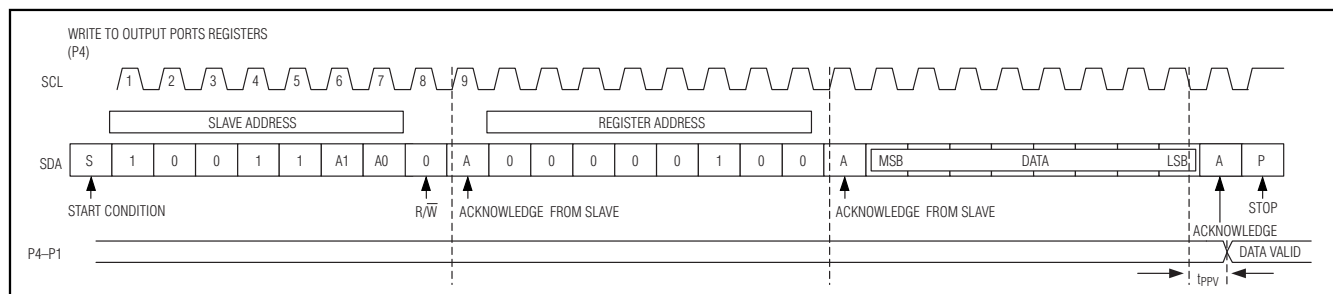 WRITE TO OUTPUT PORTS REGISTERS
(P4)
SCL 1 2 3 4 5 6 7 8 9
SLAVE ADDRESS REGISTER ADDRESS
SDA S 1 0 0 1 1 A1 A0 0 A 0 0 0 0 0 1 0 0 A MSB DATA LSB A P
START CONDITION R/W ACKNOWLEDGE FROM SLAVE ACKNOWLEDGE FROM SLAVE STOP
ACKNOWLEDGE
P4–P1 DATA VALID
tPPV